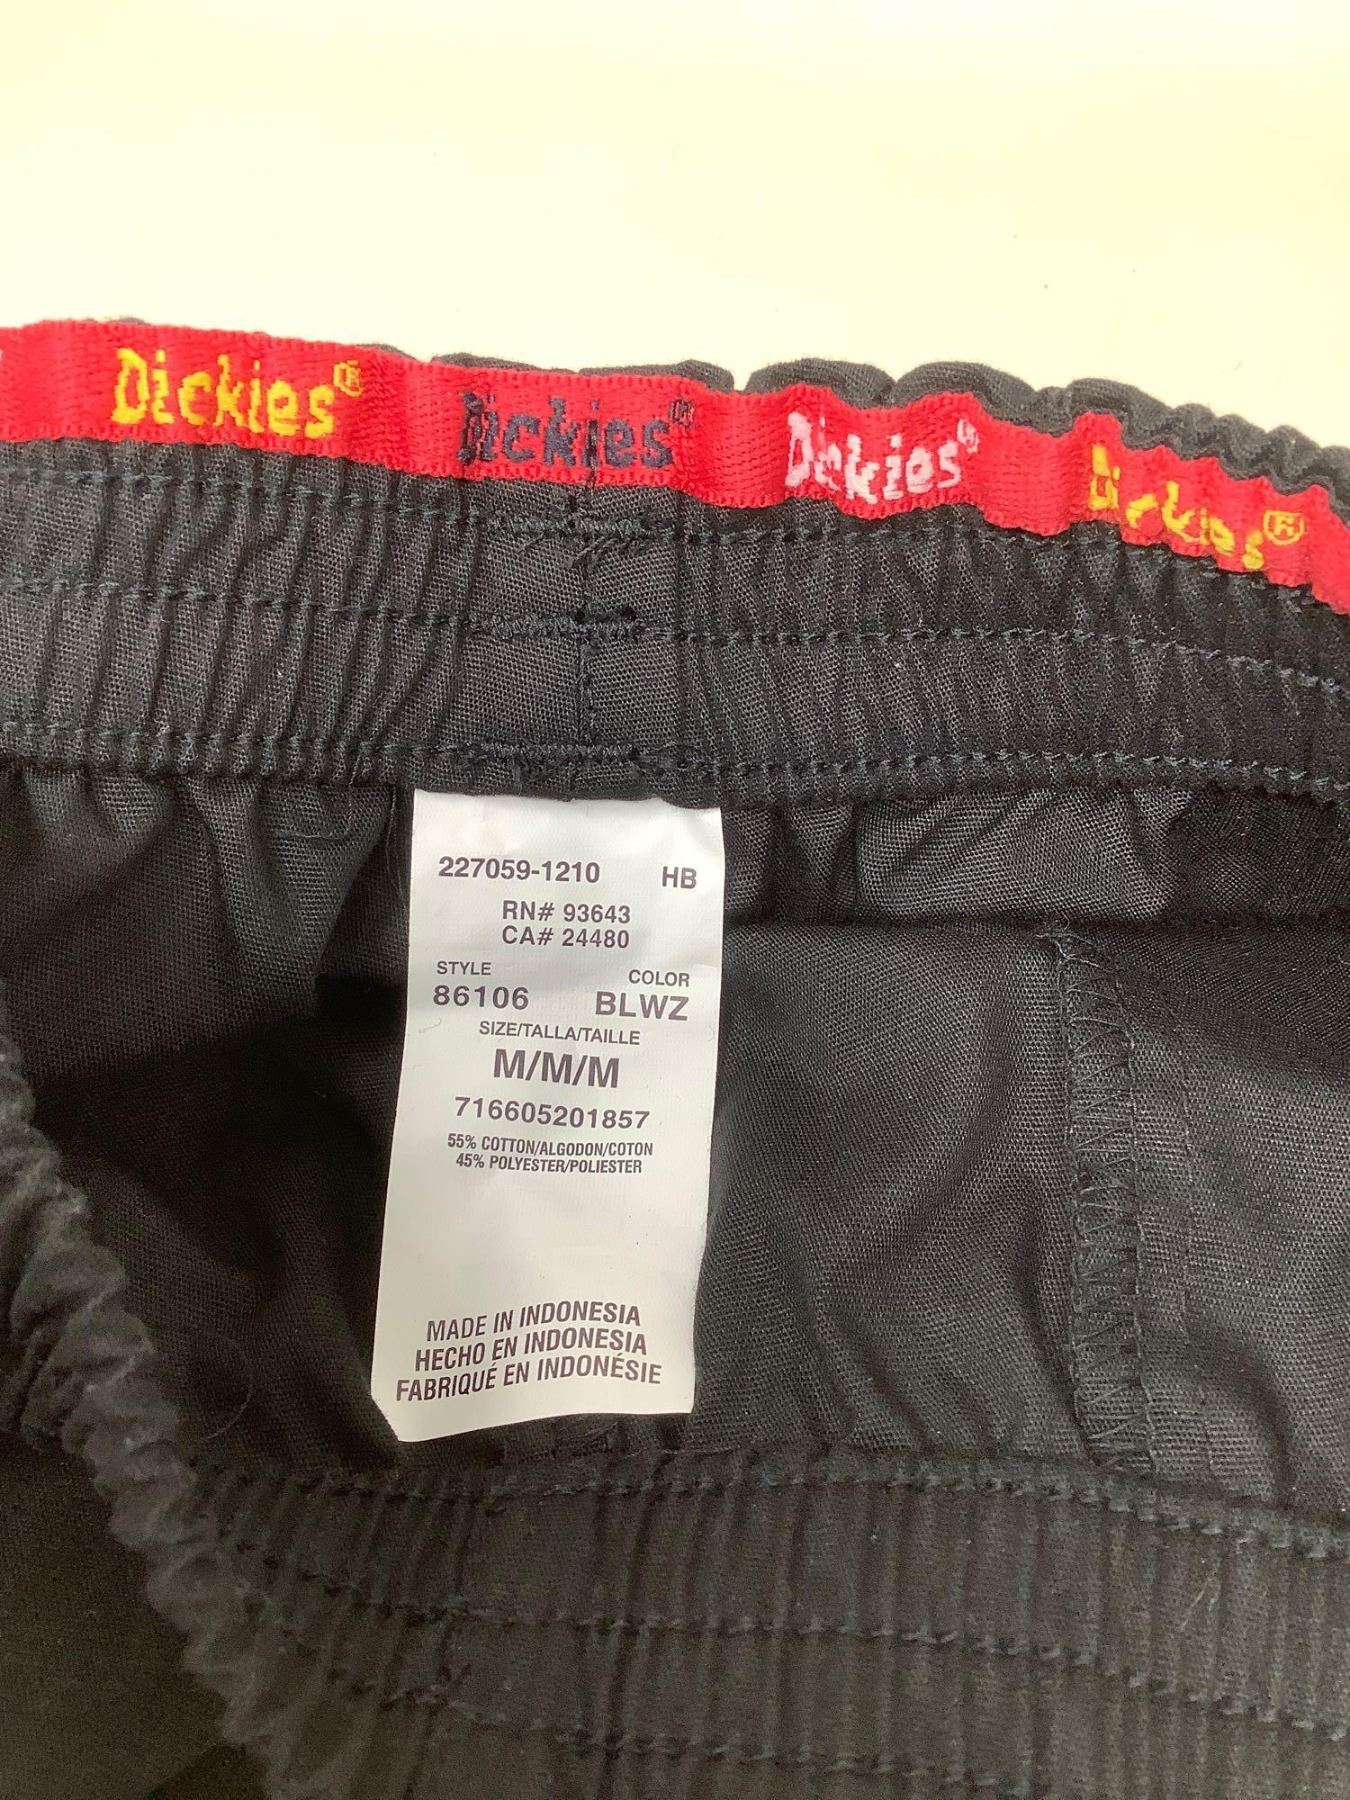 Dickies®
Dickies®
Dickies®
Dickies®
227059-1210 HB
RN# 93643
CA# 24480
STYLE COLOR
86106 BLWZ
SIZE/TALLA/TAILLE
M/M/M
716605201857
55% COTTON/ALGODON/COTON
45% POLYESTER/POLIESTER
MADE IN INDONESIA
HECHO EN INDONESIA
FABRIQUÉ EN INDONÉSIE